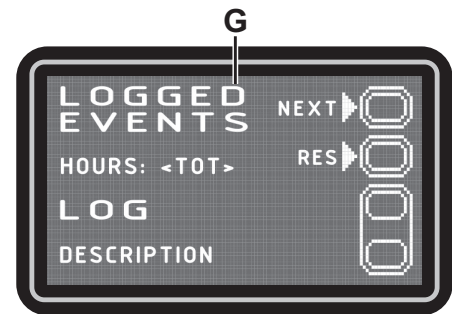 G
LOGGED
EVENTS
NEXT
HOURS: <TOT>
RES
LOG
DESCRIPTION